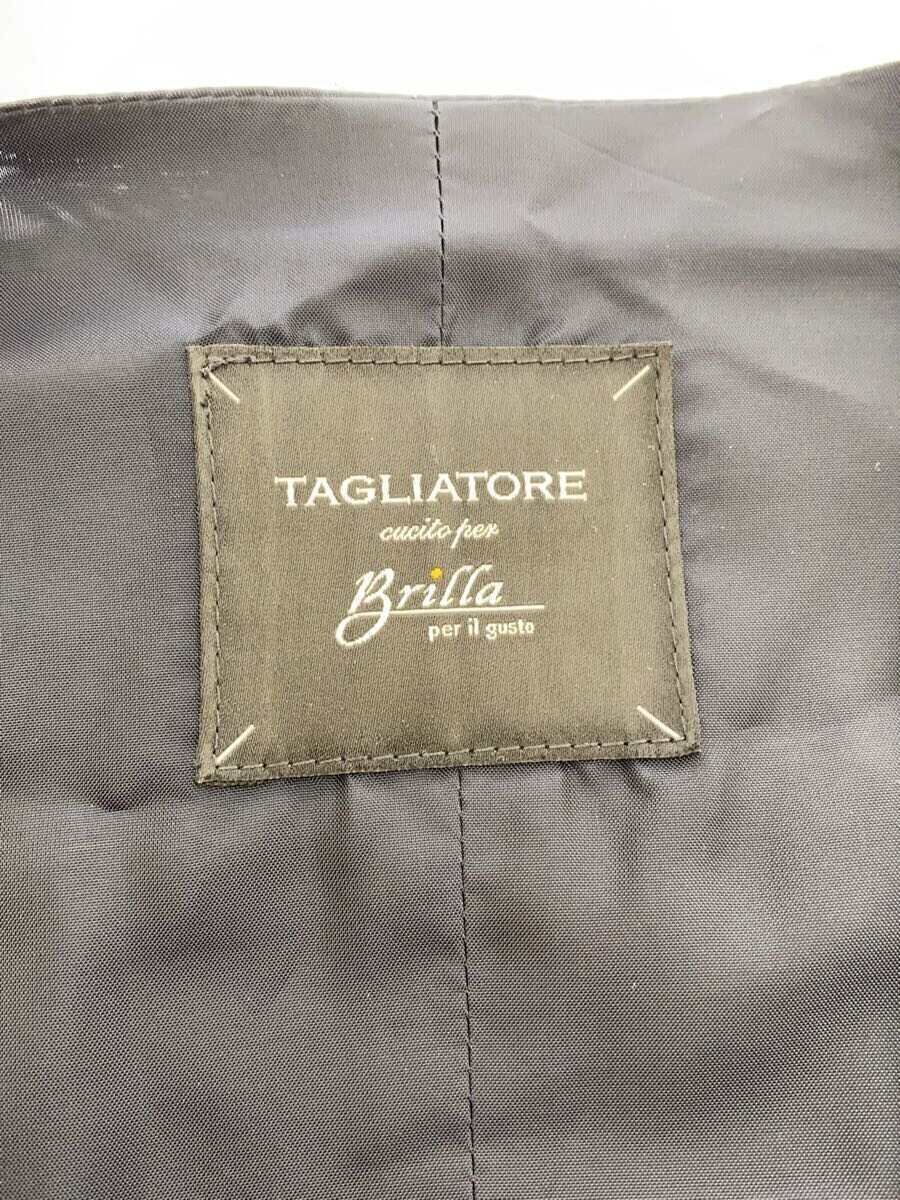 TAGLIATORE
cucito per
Brilla
per il gusto